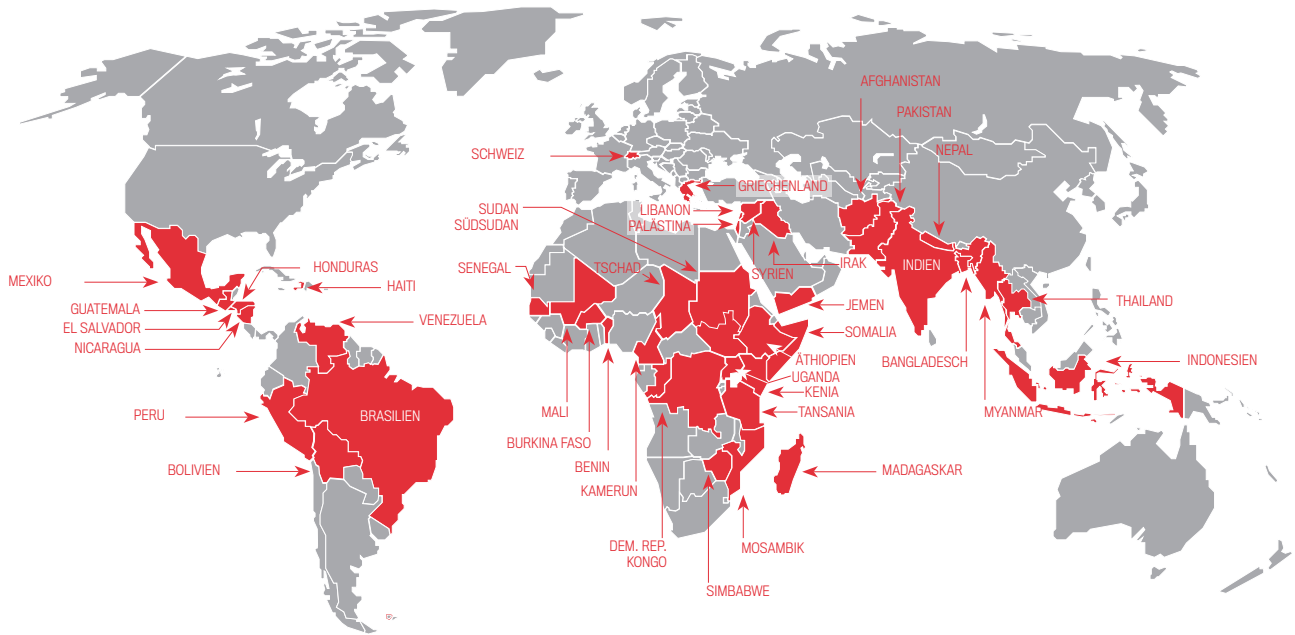 AFGHANISTAN
PAKISTAN
NEPAL
SCHWEIZ
GRIECHENLAND
SUDAN
SÜDSUDAN
LIBANON
PALÄSTINA
SENEGAL
TSCHAD
SYRIEN
IRAK
INDIEN
MEXIKO
HONDURAS
HAITI
GUATEMALA
EL SALVADOR
NICARAGUA
VENEZUELA
JEMEN
SOMALIA
THAILAND
BANGLADESCH
INDONESIEN
ÄTHIOPIEN
UGANDA
KENIA
TANSANIA
PERU
BRASILIEN
MALI
MYANMAR
BURKINA FASO
BOLIVIEN
BENIN
KAMERUN
MADAGASKAR
DEM. REP.
KONGO
MOSAMBIK
SIMBABWE